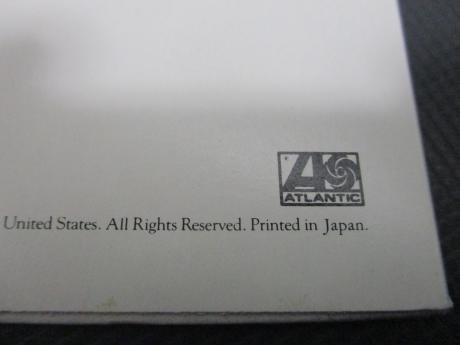 ATLANTIC
United States. All Rights Reserved. Printed in Japan.